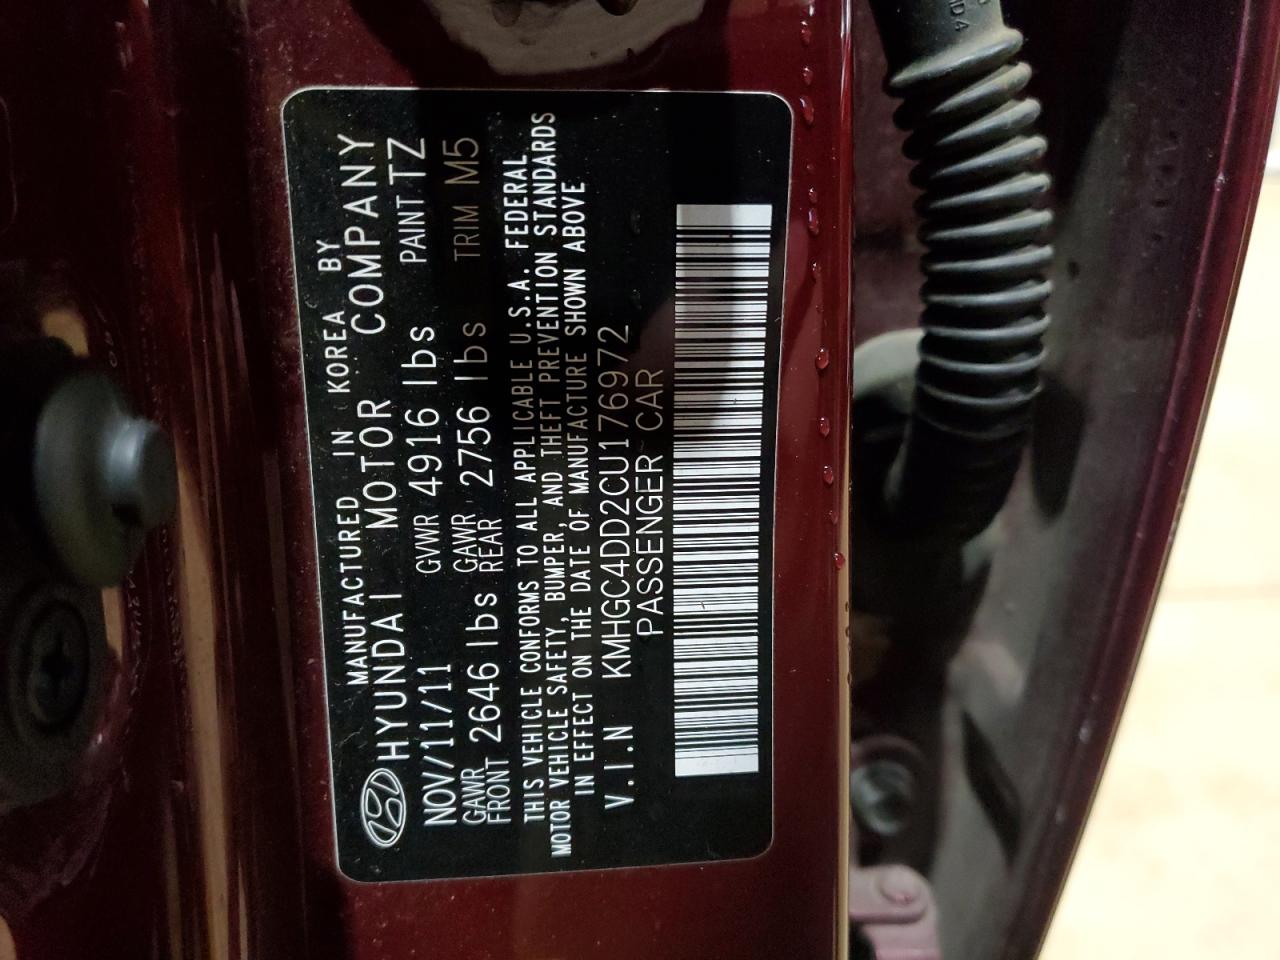 MANUFACTURED IN KOREA BY
HYUNDAI MOTOR COMPANY
NOV/11/11 GVWR 4916 lbs PAINT TZ
GAWR FRONT 2646 lbs GAWR REAR 2756 lbs TRIM M5
THIS VEHICLE CONFORMS TO ALL APPLICABLE U.S.A. FEDERAL
MOTOR VEHICLE SAFETY, BUMPER, AND THEFT PREVENTION STANDARDS
IN EFFECT ON THE DATE OF MANUFACTURE SHOWN ABOVE
V.I.N KMHGC4DD2CU176972
PASSENGER CAR